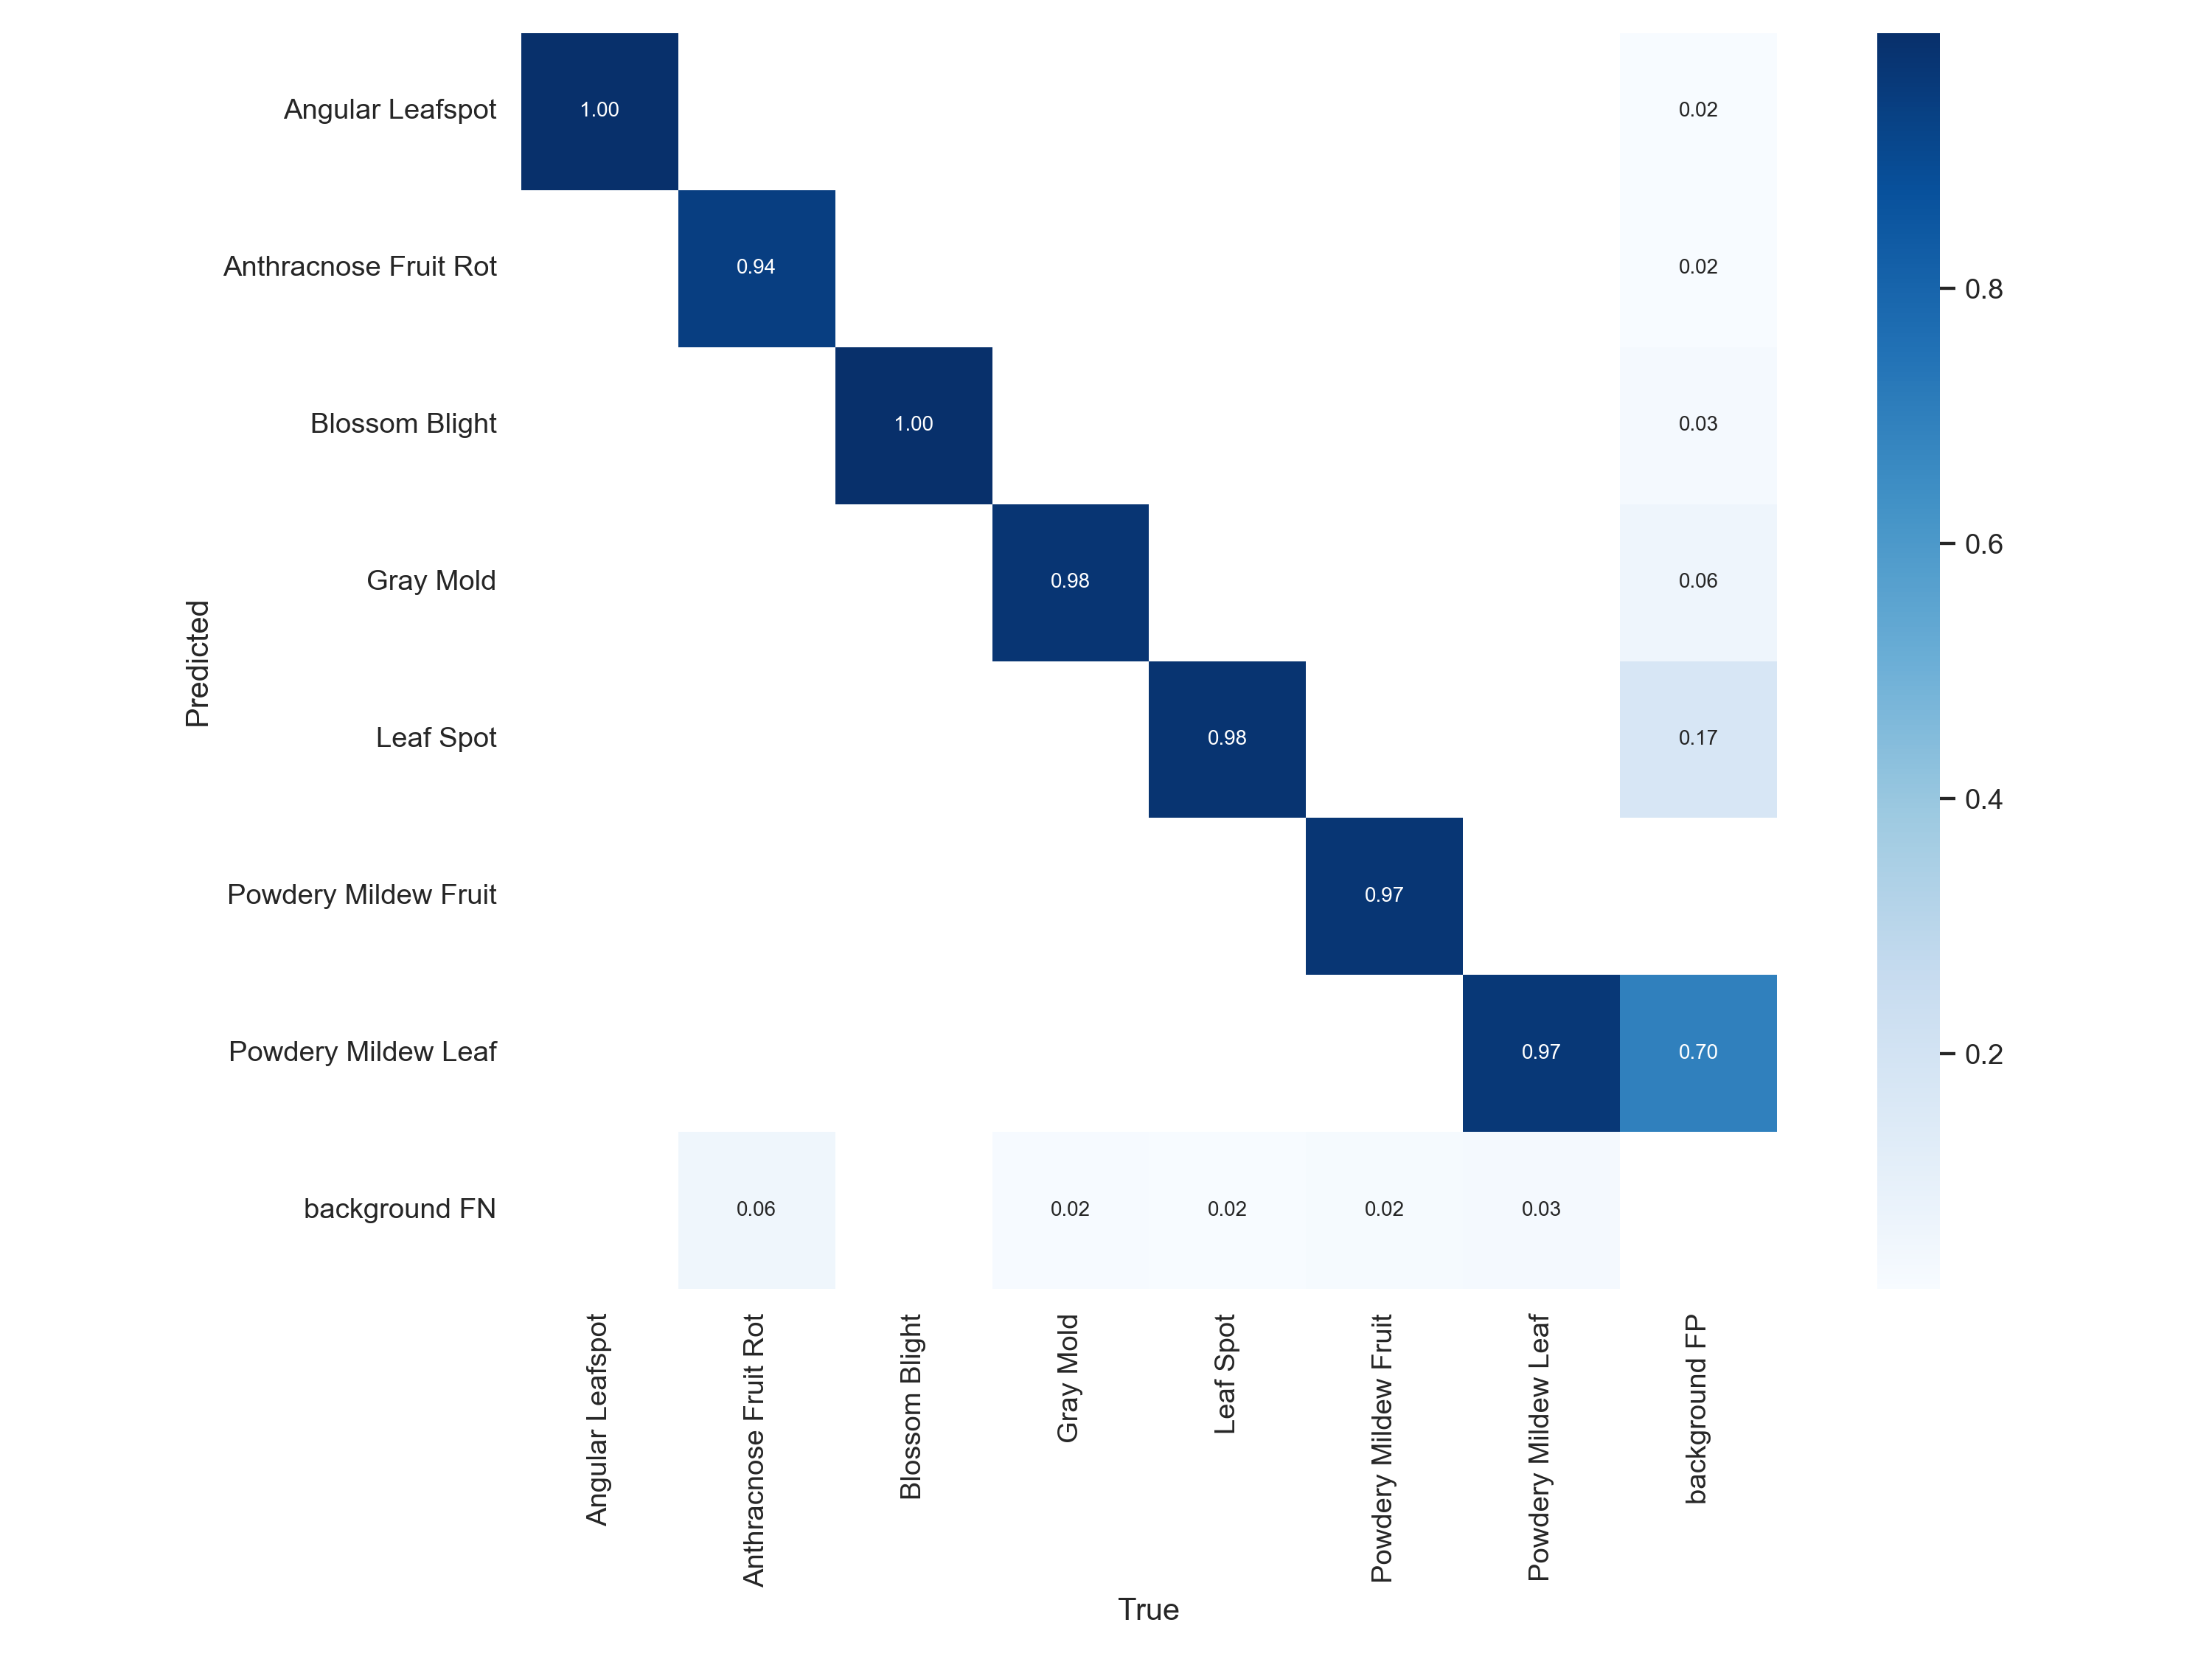 Angular Leafspot
1.00
0.02
Anthracnose Fruit Rot
0.94
0.02
0.8
Blossom Blight
1.00
0.03
Gray Mold
0.98
0.06
0.6
Predicted
Leaf Spot
0.98
0.17
0.4
Powdery Mildew Fruit
0.97
Powdery Mildew Leaf
0.97
0.70
0.2
background FN
0.06
0.02
0.02
0.02
0.03
Angular Leafspot
Anthracnose Fruit Rot
Blossom Blight
Gray Mold
Leaf Spot
Powdery Mildew Fruit
Powdery Mildew Leaf
background FP
True